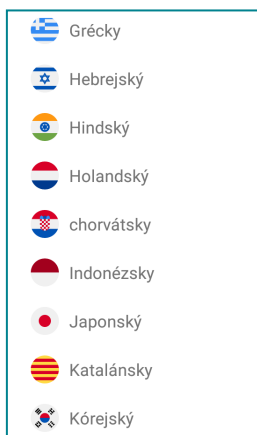 Grécky
Hebrejský
Hindský
Holandský
chorvátsky
Indonézsky
Japonský
Katalánsky
Kórejský